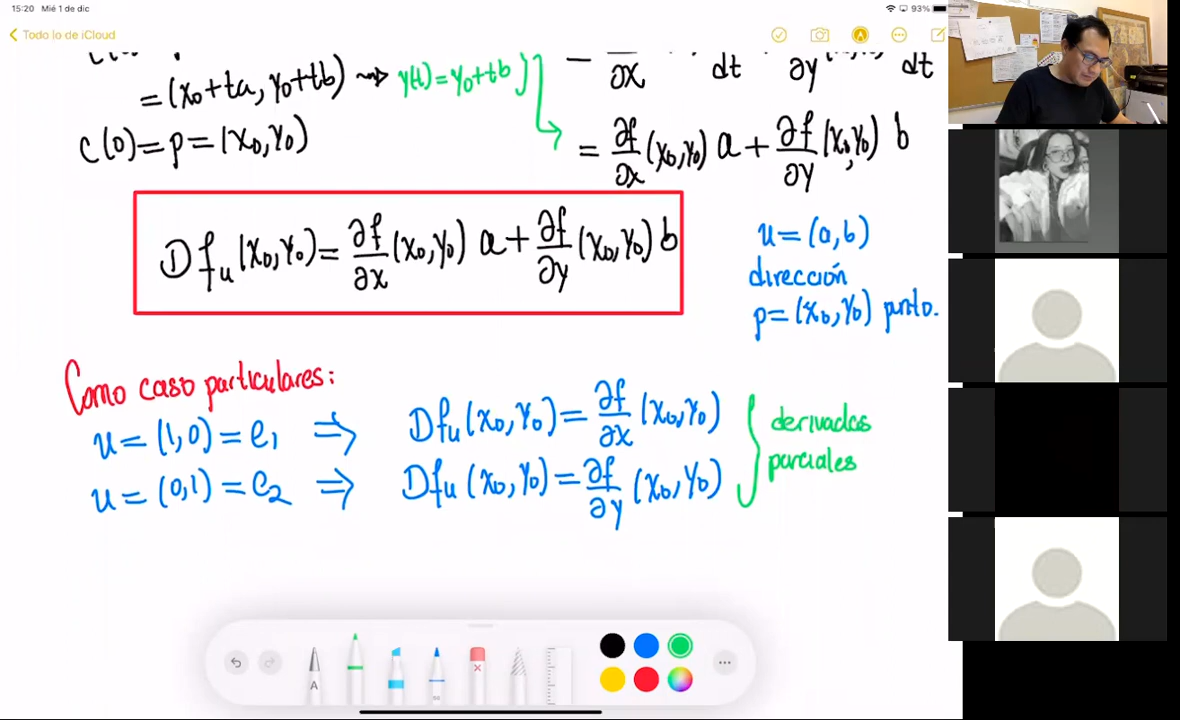 15:20 Mié 1 de dic
93%
Todo lo de iCloud
= (x₀+ta, y₀+tb) ⇝ y(t)=y₀+tb
∂x dt ∂y dt
C(0)=p=(x₀,y₀)
= ∂f/∂x (x₀,y₀) a + ∂f/∂y (x₀,y₀) b
Df_u(x₀,y₀) = ∂f/∂x (x₀,y₀) a + ∂f/∂y (x₀,y₀) b
u=(a,b)
dirección
p=(x₀,y₀) punto.
Como caso particulares:
u=(1,0)=e₁ ⇒ Df_u(x₀,y₀) = ∂f/∂x (x₀,y₀)
u=(0,1)=e₂ ⇒ Df_u(x₀,y₀) = ∂f/∂y (x₀,y₀)
derivadas
parciales
A